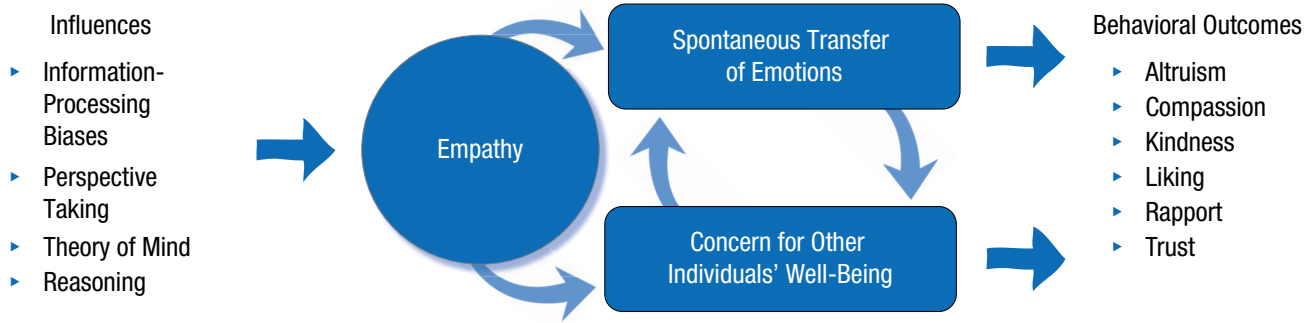 Influences
Information-
Processing
Biases
Perspective
Taking
Theory of Mind
Reasoning
Empathy
Spontaneous Transfer
of Emotions
Concern for Other
Individuals’ Well-Being
Behavioral Outcomes
Altruism
Compassion
Kindness
Liking
Rapport
Trust